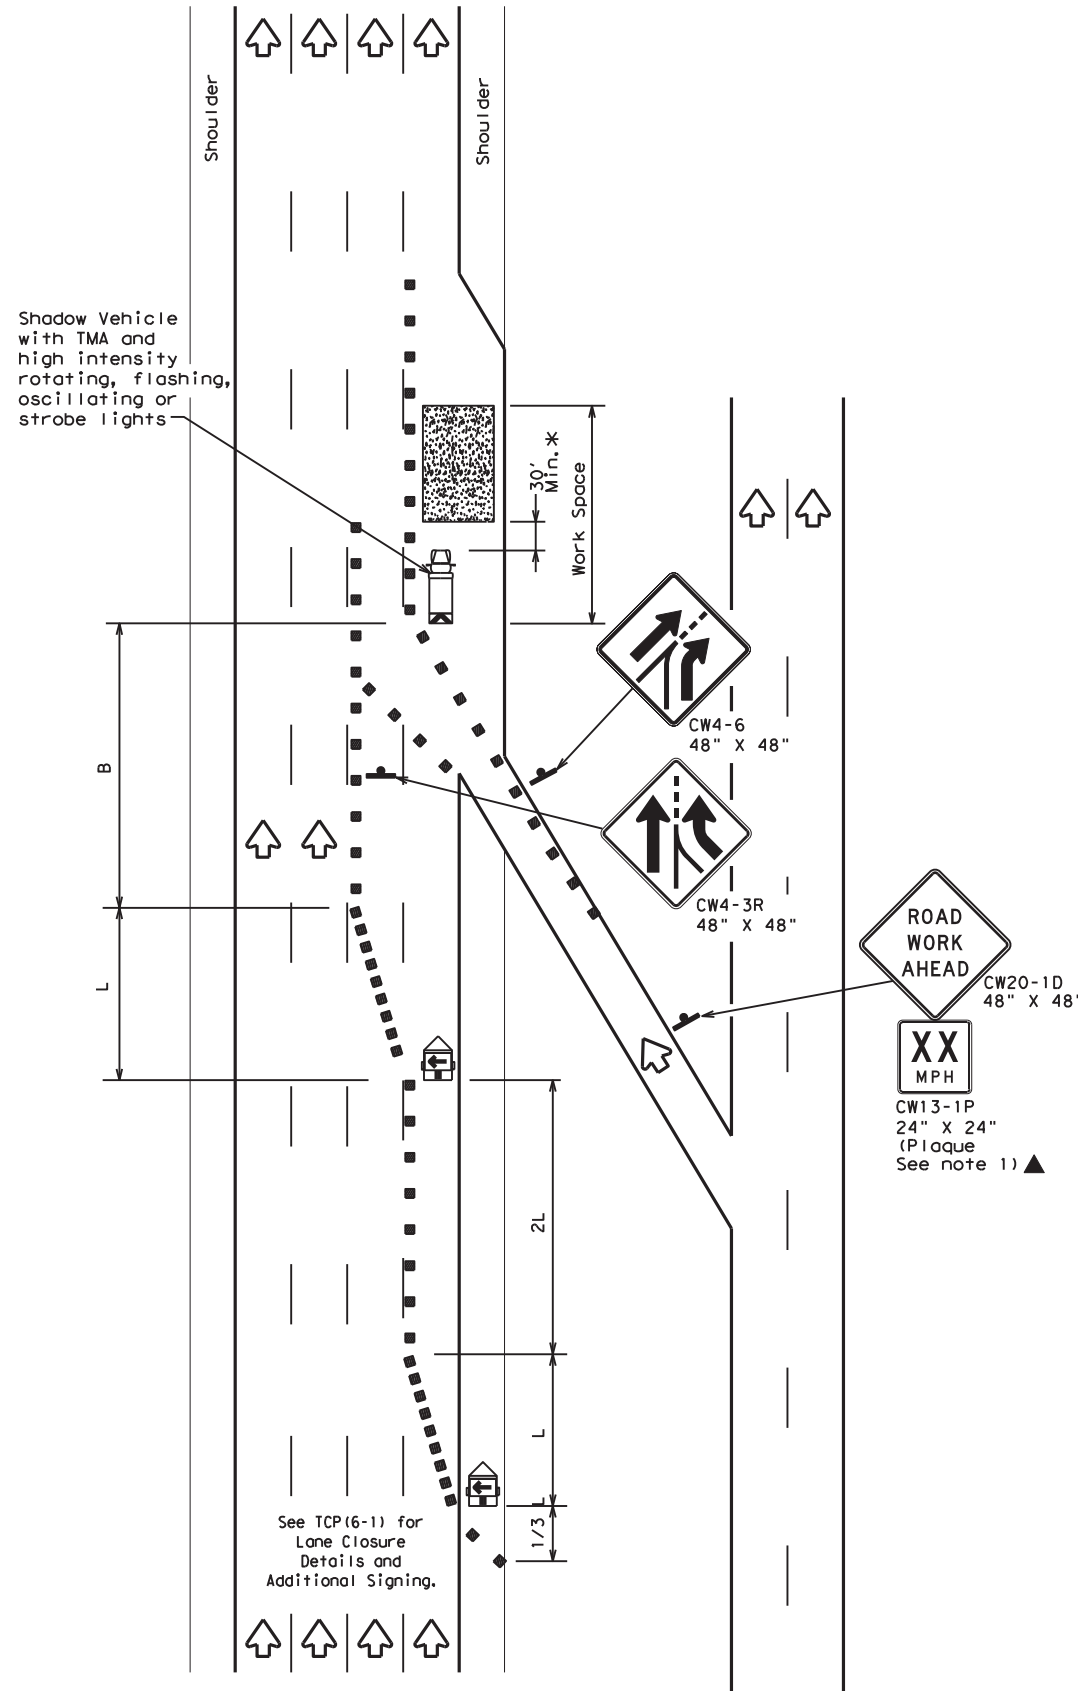 Shoulder
Shoulder
Shadow Vehicle
with TMA and
high intensity
rotating, flashing,
oscillating or
strobe lights
30'
Min.*
Work Space
CW4-6
48" X 48"
B
CW4-3R
48" X 48"
ROAD
WORK
AHEAD
CW20-1D
48" X 48"
XX
MPH
CW13-1P
24" X 24"
(Plaque
See note 1)▲
L
2L
L
1/3 L
See TCP(6-1) for
Lane Closure
Details and
Additional Signing.